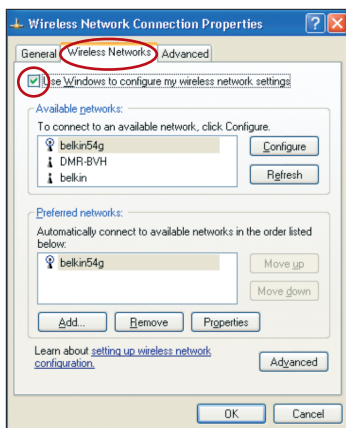 Wireless Network Connection Properties
General Wireless Networks Advanced
Use Windows to configure my wireless network settings
Available networks:
To connect to an available network, click Configure.
belkin54g
Configure
DMR-BVH
belkin
Refresh
Preferred networks:
Automatically connect to available networks in the order listed
below:
belkin54g
Move up
Move down
Add... Remove Properties
Learn about setting up wireless network
configuration.
Advanced
OK Cancel